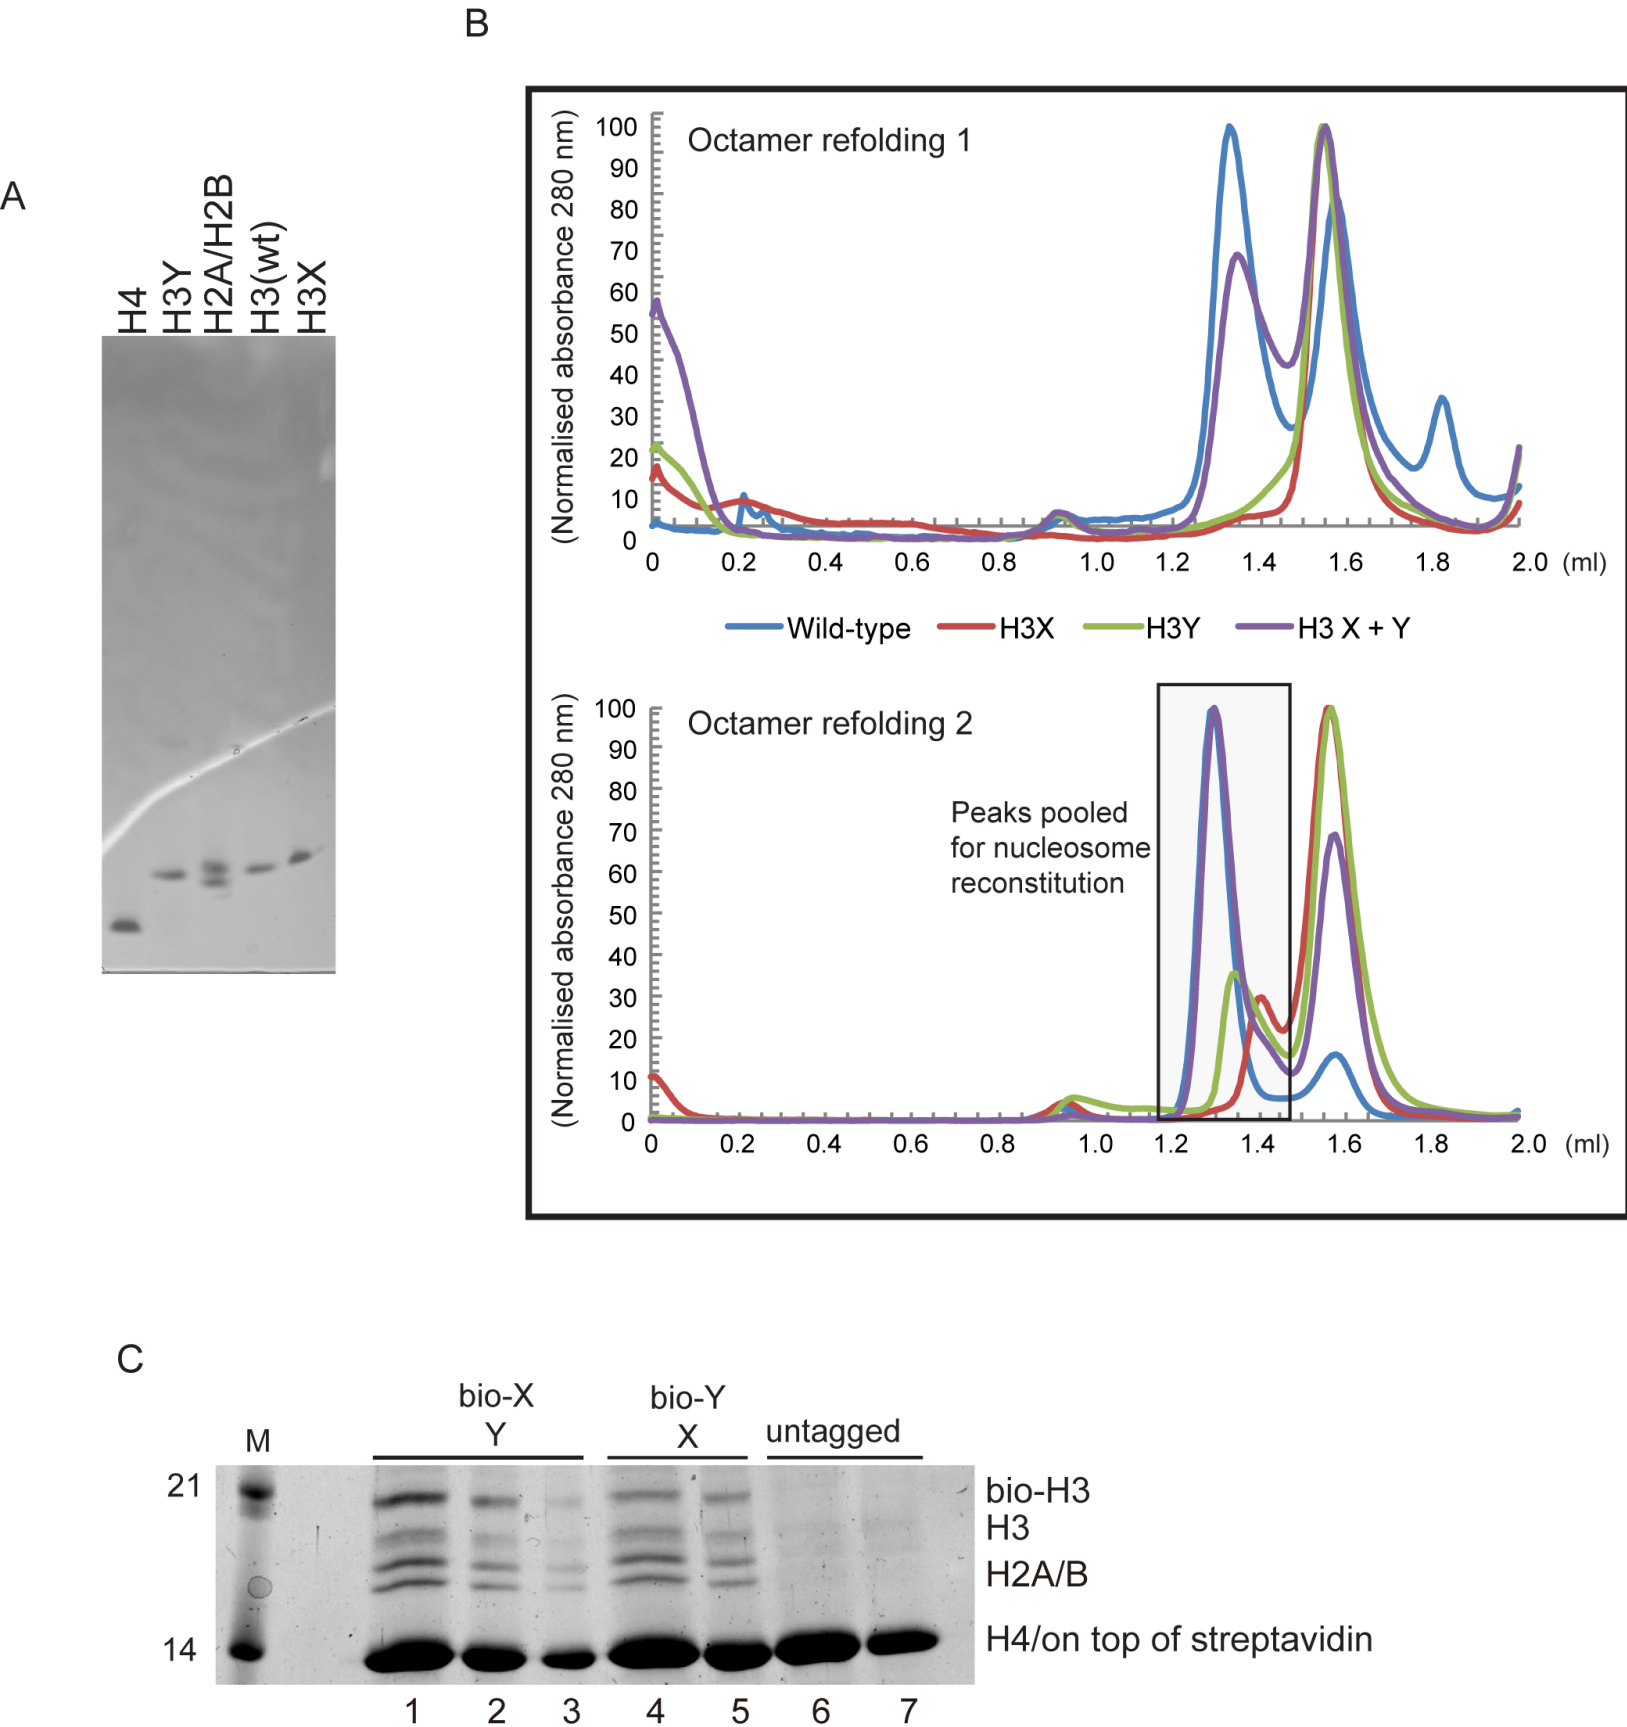 A
H4
H3Y
H2A/H2B
H3(wt)
H3X
B
(Normalised absorbance 280 nm)
100
90
80
70
60
50
40
30
20
10
0
Octamer refolding 1
0 0.2 0.4 0.6 0.8 1.0 1.2 1.4 1.6 1.8 2.0 (ml)
Wild-type H3X H3Y H3 X + Y
(Normalised absorbance 280 nm)
100
90
80
70
60
50
40
30
20
10
0
Octamer refolding 2
Peaks pooled
for nucleosome
reconstitution
0 0.2 0.4 0.6 0.8 1.0 1.2 1.4 1.6 1.8 2.0 (ml)
C
M
bio-X
Y
bio-Y
X
untagged
21
14
bio-H3
H3
H2A/B
H4/on top of streptavidin
1 2 3 4 5 6 7